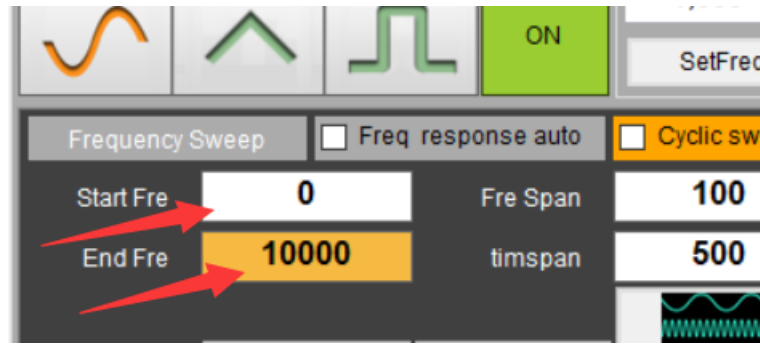 ON
SetFreq
Frequency Sweep Freq response auto Cyclic sw
Start Fre 0 Fre Span 100
End Fre 10000 timspan 500